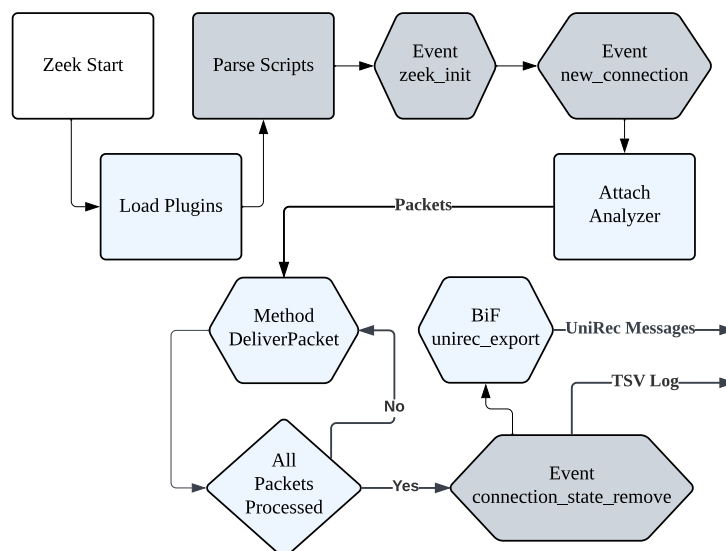 Zeek Start
Parse Scripts
Event
zeek_init
Event
new_connection
Load Plugins
Attach
Analyzer
Packets
Method
DeliverPacket
BiF
unirec_export
UniRec Messages
TSV Log
No
All
Packets
Processed
Yes
Event
connection_state_remove